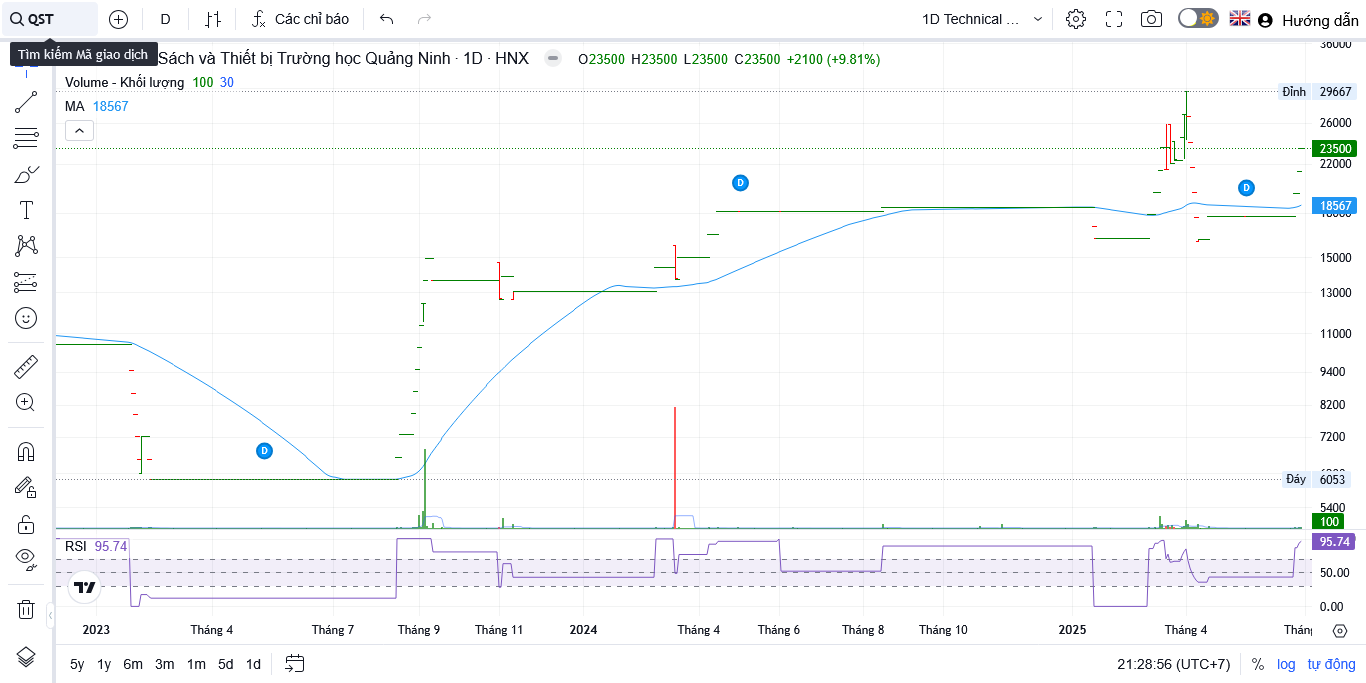 QST
D
Các chỉ báo
1D Technical ...
Hướng dẫn
Tìm kiếm Mã giao dịch
Sách và Thiết bị Trường học Quảng Ninh · 1D · HNX
O23500 H23500 L23500 C23500 +2100 (+9.81%)
Volume - Khối lượng 100 30
MA 18567
36000
Đỉnh 29667
26000
23500
22000
D
D
18567
18000
15000
13000
11000
9400
8200
7200
D
Đáy 6053
5400
100
RSI 95.74
95.74
50.00
0.00
2023 Tháng 4 Tháng 7 Tháng 9 Tháng 11 2024 Tháng 4 Tháng 6 Tháng 8 Tháng 10 2025 Tháng 4 Thán
5y 1y 6m 3m 1m 5d 1d
21:28:56 (UTC+7) % log tự động